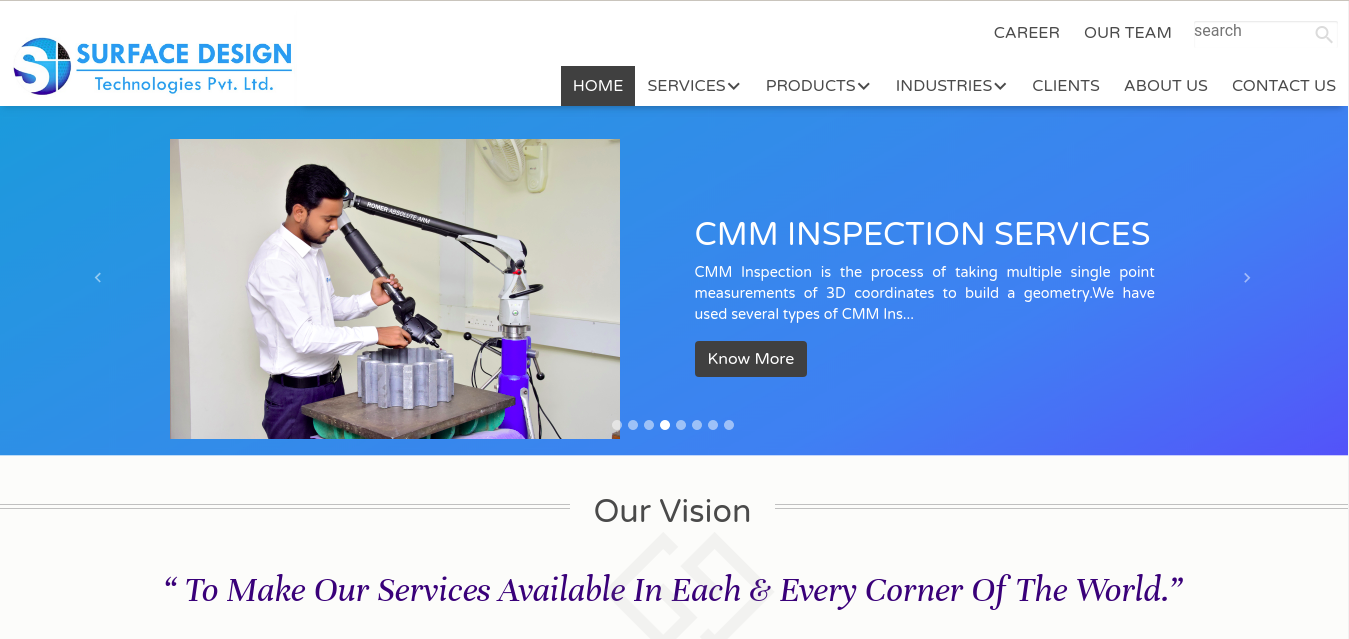 CAREER OUR TEAM search
SURFACE DESIGN
Technologies Pvt. Ltd.
HOME SERVICES PRODUCTS INDUSTRIES CLIENTS ABOUT US CONTACT US
ROMER ABSOLUTE ARM
CMM INSPECTION SERVICES
CMM Inspection is the process of taking multiple single point
measurements of 3D coordinates to build a geometry.We have
used several types of CMM Ins...
Know More
Our Vision
“ To Make Our Services Available In Each & Every Corner Of The World.”